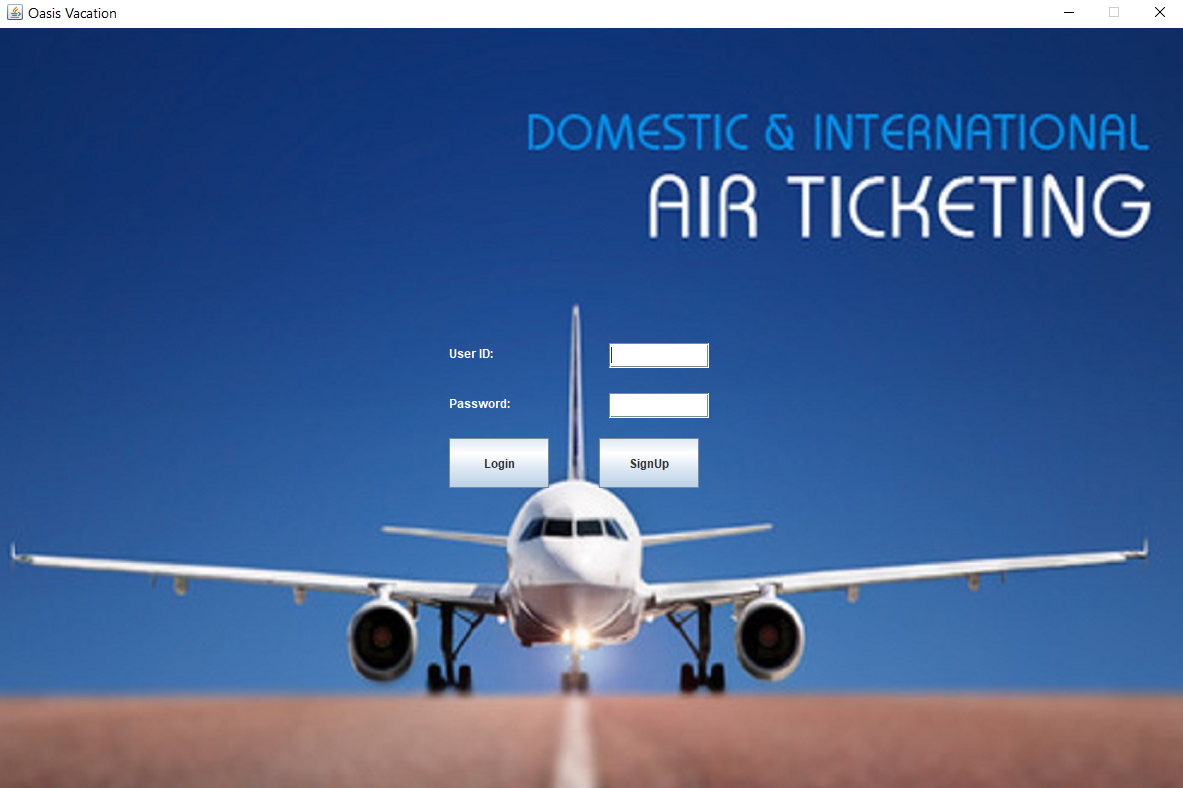 Oasis Vacation
DOMESTIC & INTERNATIONAL
AIR TICKETING
User ID:
Password:
Login SignUp